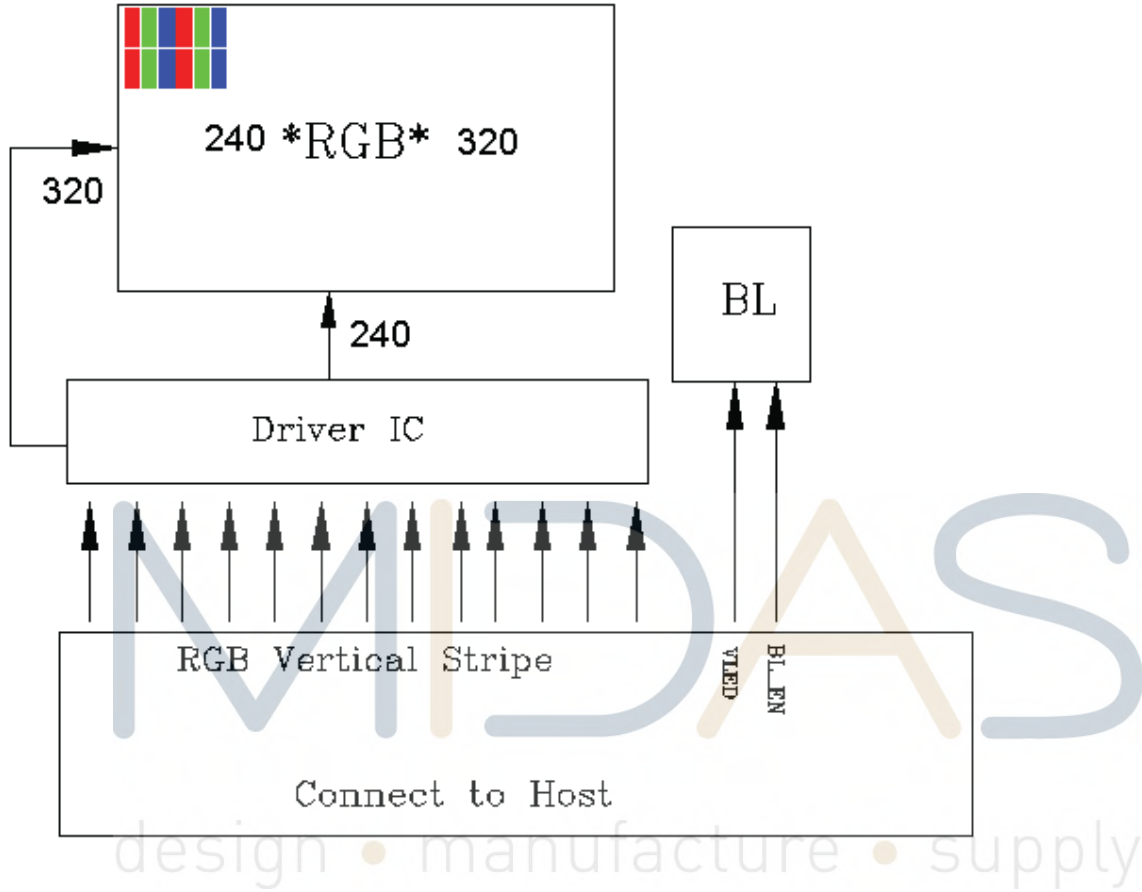 240 *RGB* 320
320
BL
240
Driver IC
RGB Vertical Stripe
VLED
BL_EN
Connect to Host
MIDAS
design • manufacture • supply